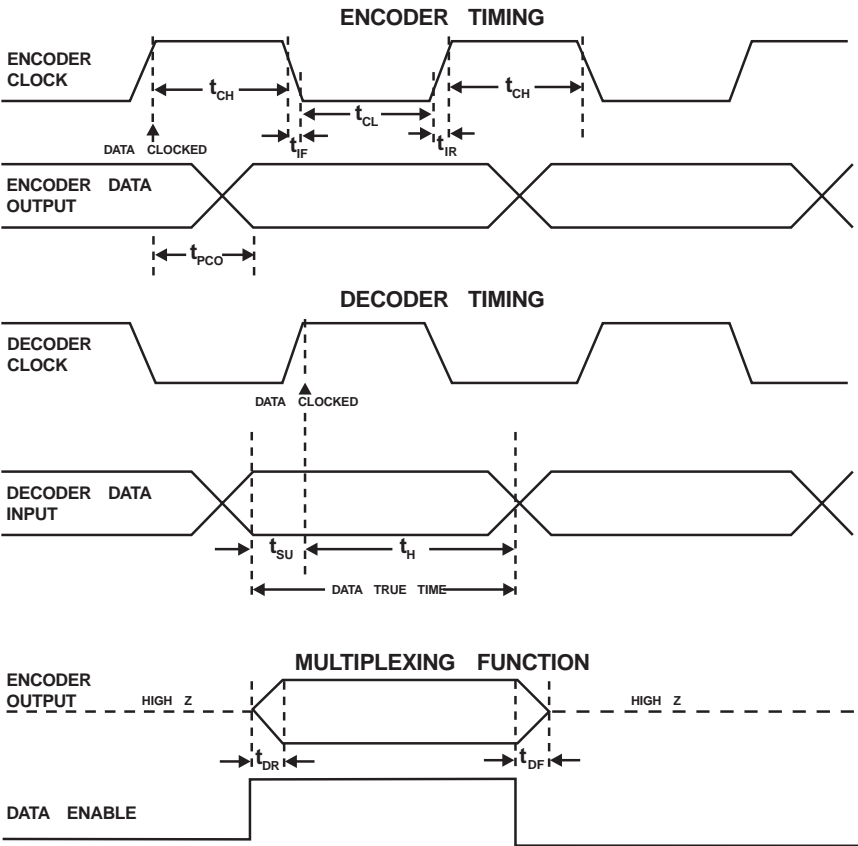 ENCODER TIMING
ENCODER
CLOCK
tCH
tCL
tCH
tIF
tIR
DATA CLOCKED
ENCODER DATA
OUTPUT
tPCO
DECODER TIMING
DECODER
CLOCK
DATA CLOCKED
DECODER DATA
INPUT
tSU
tH
DATA TRUE TIME
MULTIPLEXING FUNCTION
ENCODER
OUTPUT
HIGH Z
HIGH Z
tDR
tDF
DATA ENABLE